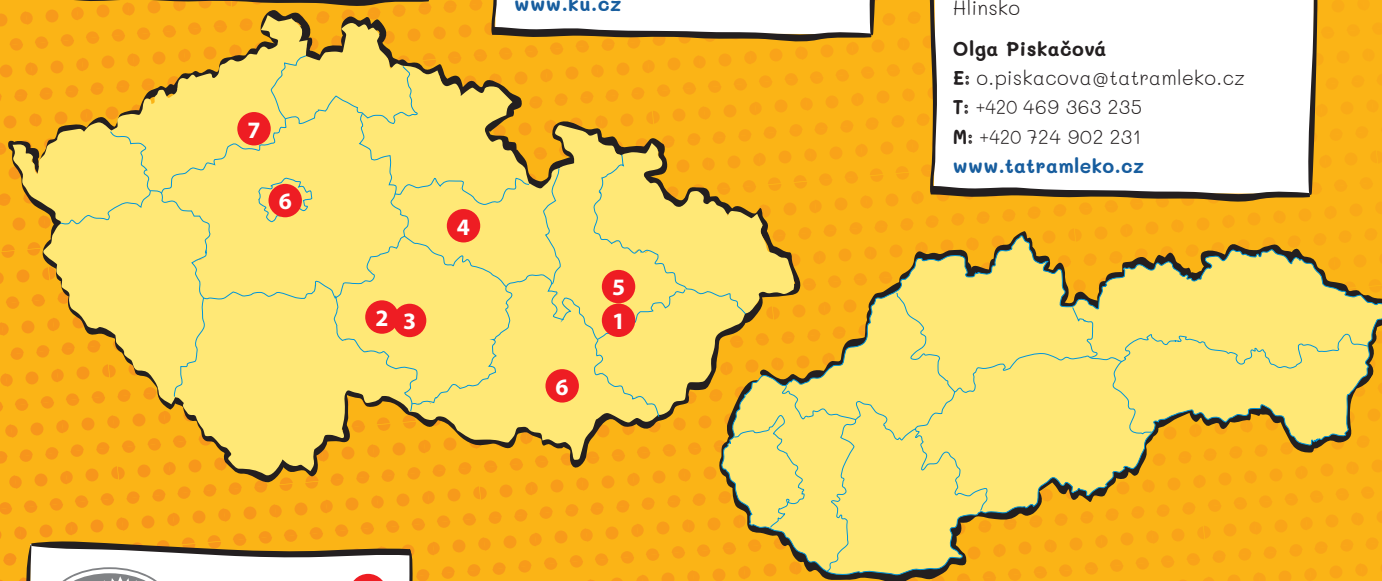 www.ku.cz
Hlinsko
Olga Piskačová
E: o.piskacova@tatramleko.cz
T: +420 469 363 235
M: +420 724 902 231
www.tatramleko.cz
7
6
4
5
2 3
1
6